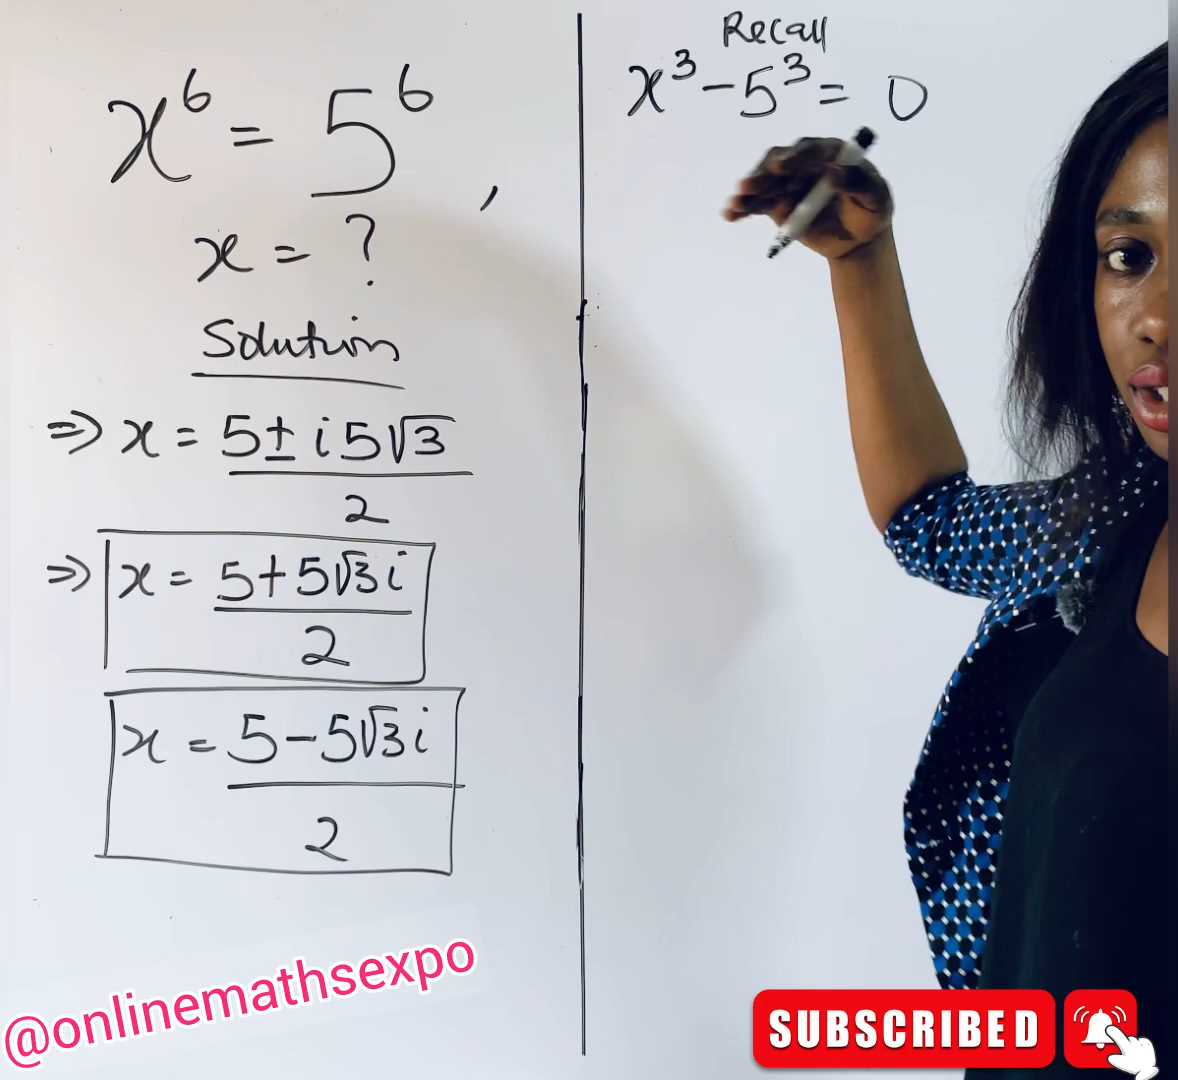 x⁶ = 5⁶,
x = ?
Solution
⇒ x = 5 ± i5√3
2
⇒ x = 5+5√3i
2
x = 5-5√3i
2
@onlinemathsexpo
Recall
x³-5³ = 0
SUBSCRIBED